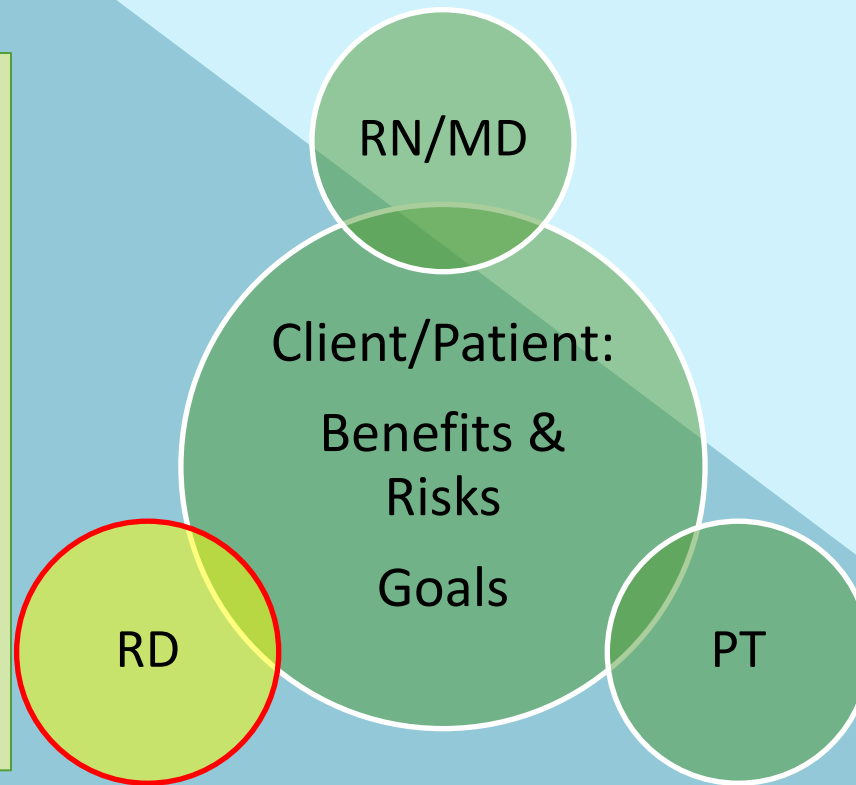 RN/MD
Client/Patient:
Benefits &
Risks
Goals
RD
PT